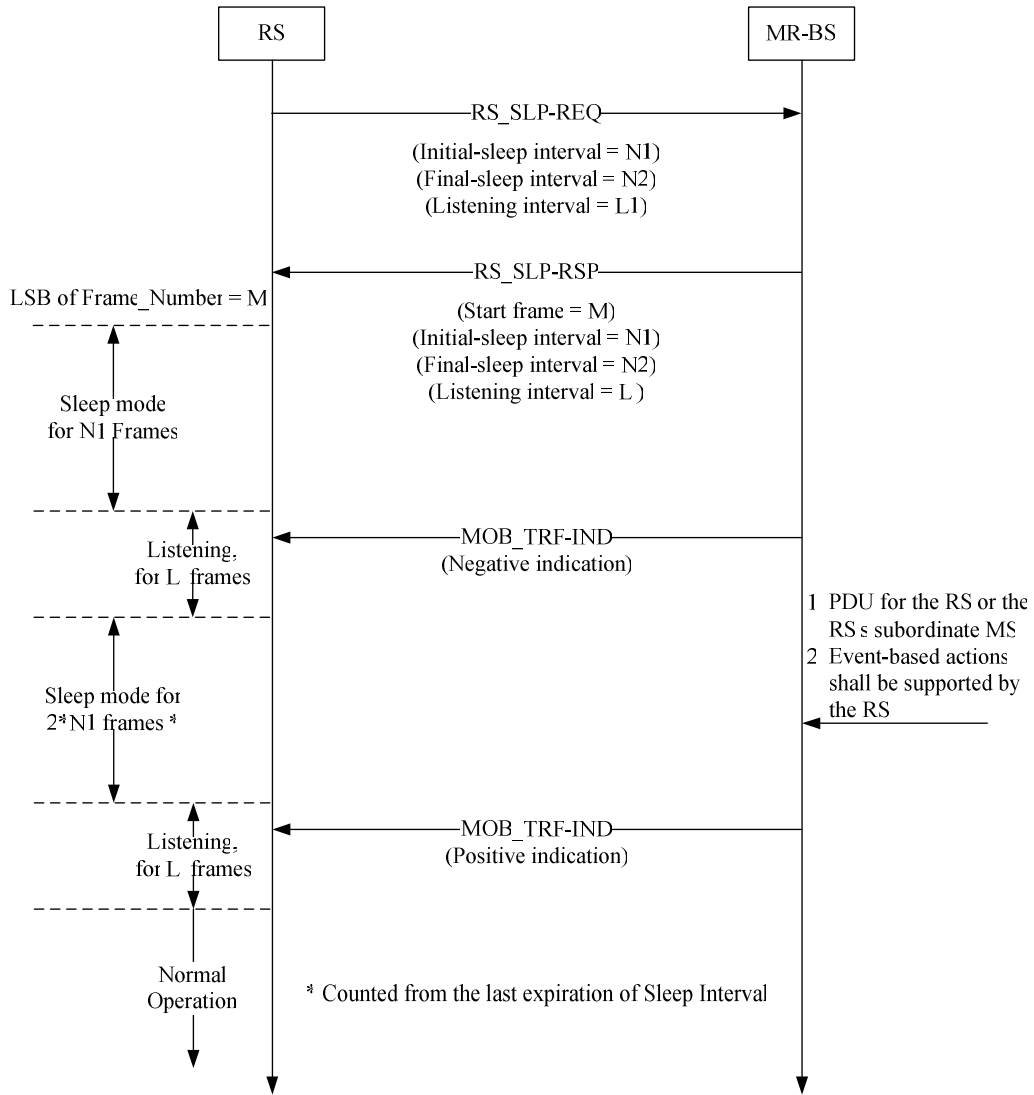 RS
MR-BS
RS_SLP-REQ
(Initial-sleep interval = N1)
(Final-sleep interval = N2)
(Listening interval = L1)
RS_SLP-RSP
LSB of Frame_Number = M
(Start frame = M)
(Initial-sleep interval = N1)
(Final-sleep interval = N2)
(Listening interval = L )
Sleep mode
for N1 Frames
MOB_TRF-IND
(Negative indication)
Listening,
for L frames
1 PDU for the RS or the
RS s subordinate MS
2 Event-based actions
shall be supported by
the RS
Sleep mode for
2*N1 frames *
MOB_TRF-IND
(Positive indication)
Listening,
for L frames
Normal
Operation
* Counted from the last expiration of Sleep Interval